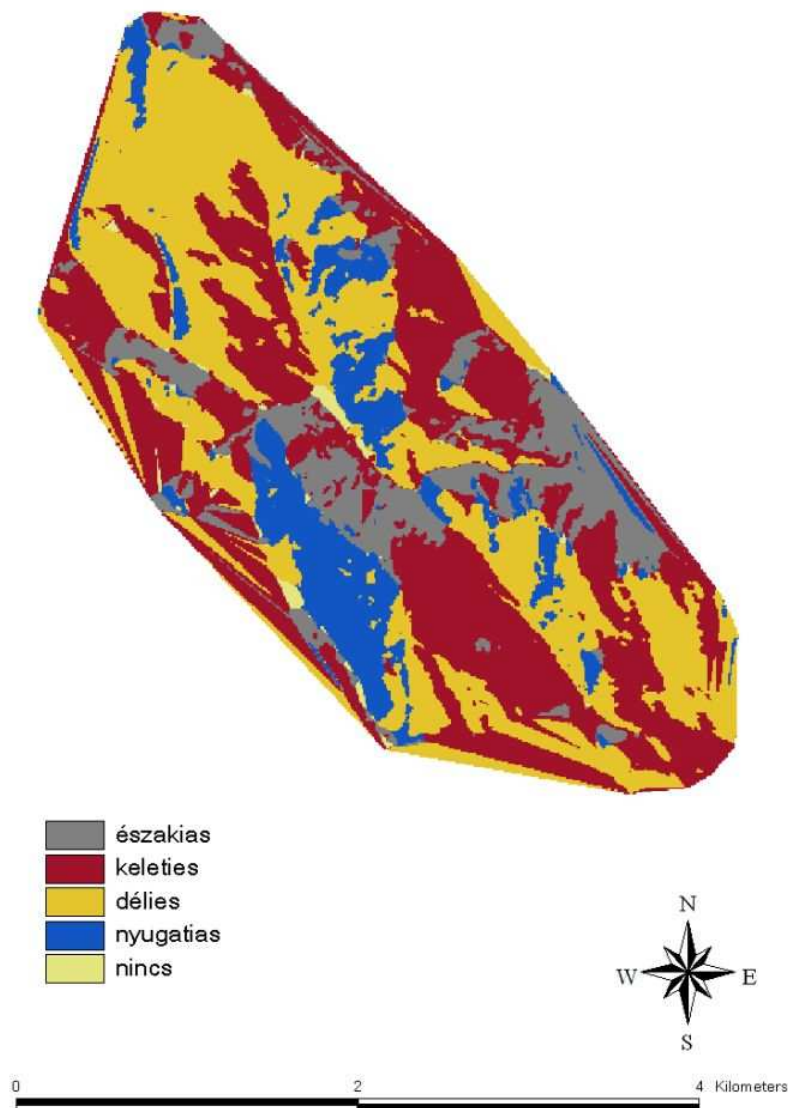 északias
keleties
délies
nyugatias
nincs
N
W E
S
0 2 4 Kilometers